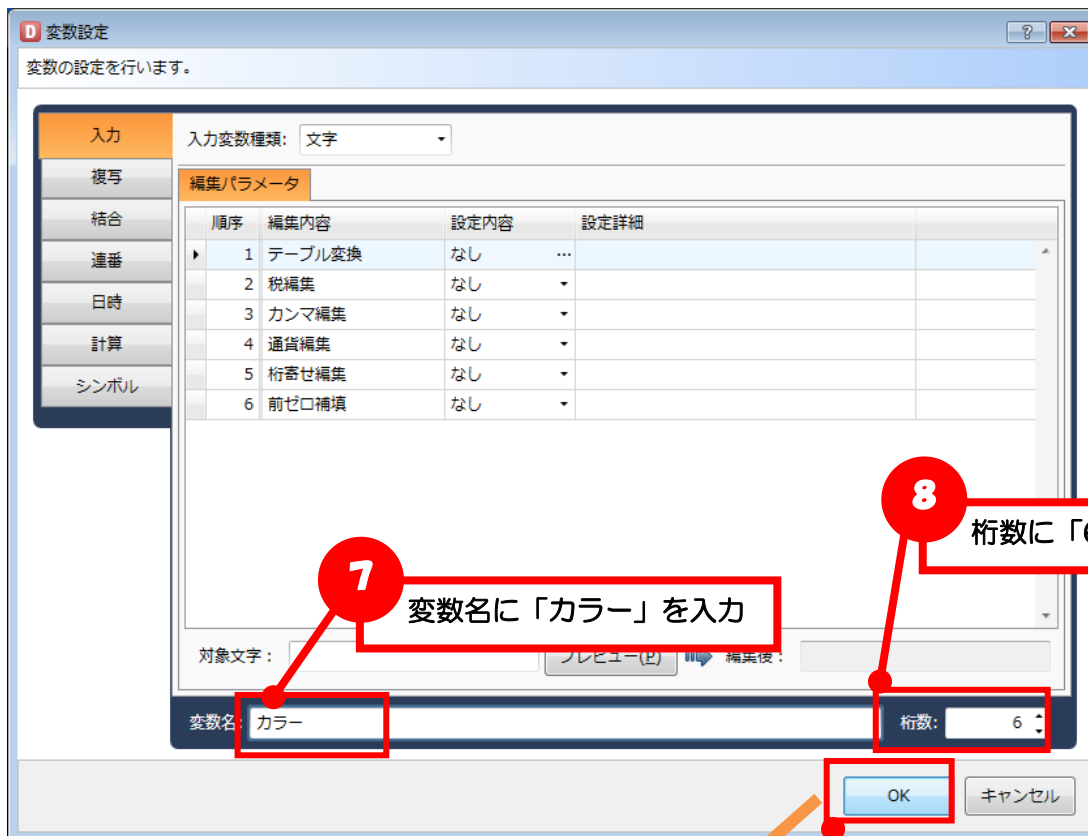 D 変数設定
変数の設定を行います。
入力
複写
結合
連番
日時
計算
シンボル
入力変数種類: 文字
編集パラメータ
順序 編集内容 設定内容 設定詳細
1 テーブル変換 なし ...
2 税編集 なし
3 カンマ編集 なし
4 通貨編集 なし
5 桁寄せ編集 なし
6 前ゼロ補填 なし
8
桁数に「6
7
変数名に「カラー」を入力
対象文字： プレビュー(P) 編集後：
変数名: カラー 桁数: 6
OK キャンセル